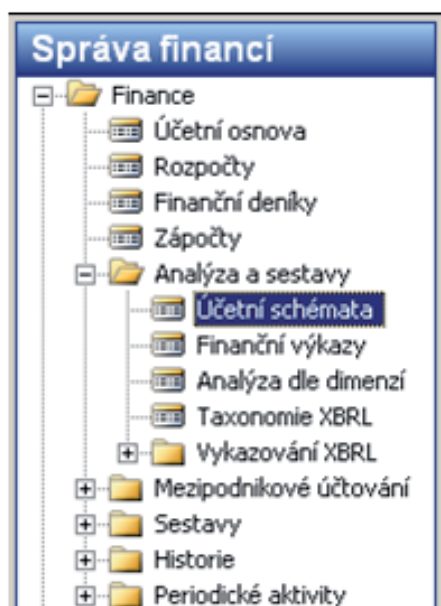 Správa financí
Finance
Účetní osnova
Rozpočty
Finanční deníky
Zápočty
Analýza a sestavy
Účetní schémata
Finanční výkazy
Analýza dle dimenzí
Taxonomie XBRL
Vykazování XBRL
Mezipodnikové účtování
Sestavy
Historie
Periodické aktivity